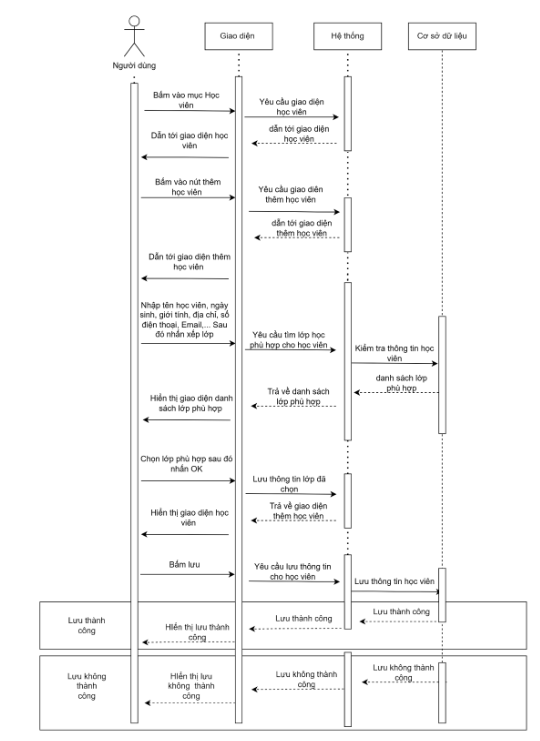 Giao diện
Hệ thống
Cơ sở dữ liệu
Người dùng
Bấm vào mục Học
viên
Yêu cầu giao diện
học viên
dẫn tới giao diện
học viên
Dẫn tới giao diện học
viên
Bấm vào nút thêm
học viên
Yêu cầu giao diên
thêm học viên
dẫn tới giao diện
thêm học viên
Dẫn tới giao diện thêm
học viên
Nhập tên học viên, ngày
sinh, giới tính, địa chỉ, số
điện thoại, Email,... Sau
đó nhấn xếp lớp
Yêu cầu tìm lớp học
phù hợp cho học viên
Kiểm tra thông tin học
viên
danh sách lớp
phù hợp
Trả về danh sách
lớp phù hợp
Hiển thị giao diện danh
sách lớp phù hợp
Chọn lớp phù hợp sau đó
nhấn OK
Lưu thông tin lớp đã
chọn
Trả về giao diện
thêm học viên
Hiển thị giao diện học
viên
Bấm lưu
Yêu cầu lưu thông tin
cho học viên
Lưu thông tin học viên
Lưu thành công
Lưu thành công
Hiển thị lưu thành
công
Lưu thành
công
Lưu không thành
công
Lưu không thành
công
Hiển thị lưu
không thành
công
Lưu không
thành
công